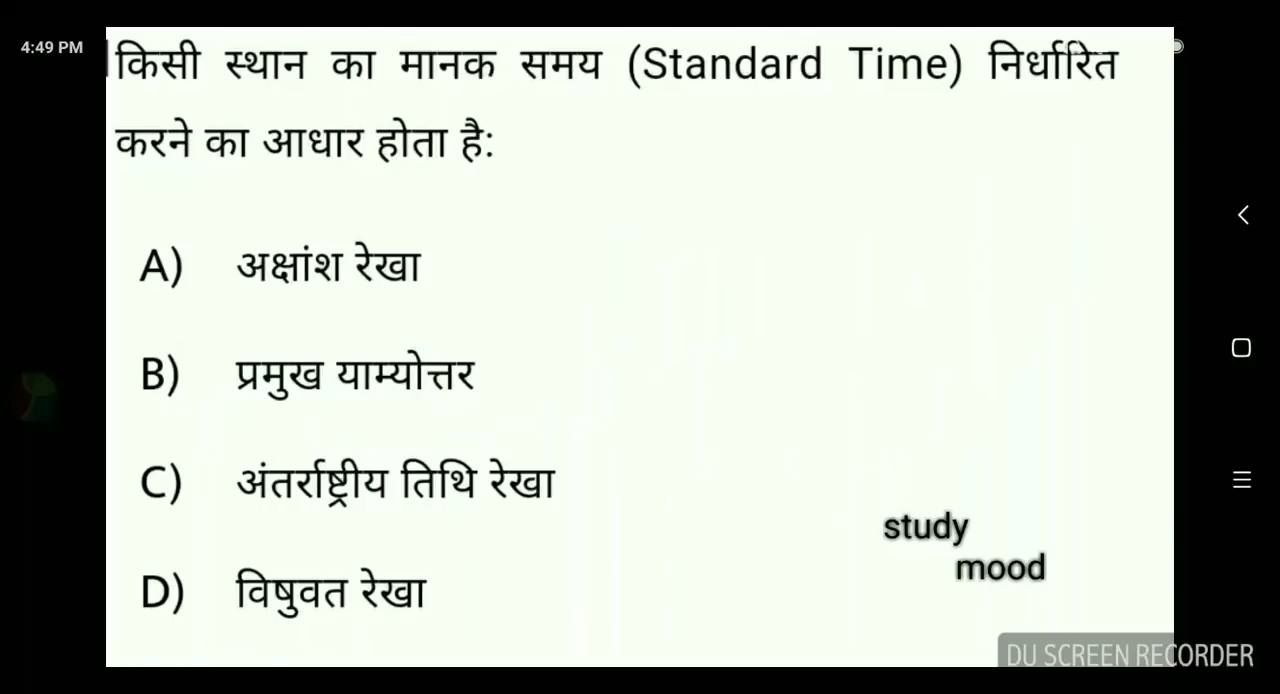 4:49 PM
किसी स्थान का मानक समय (Standard Time) निर्धारित
करने का आधार होता है:
A) अक्षांश रेखा
B) प्रमुख याम्योत्तर
C) अंतर्राष्ट्रीय तिथि रेखा
D) विषुवत रेखा
study
mood
DU SCREEN RECORDER